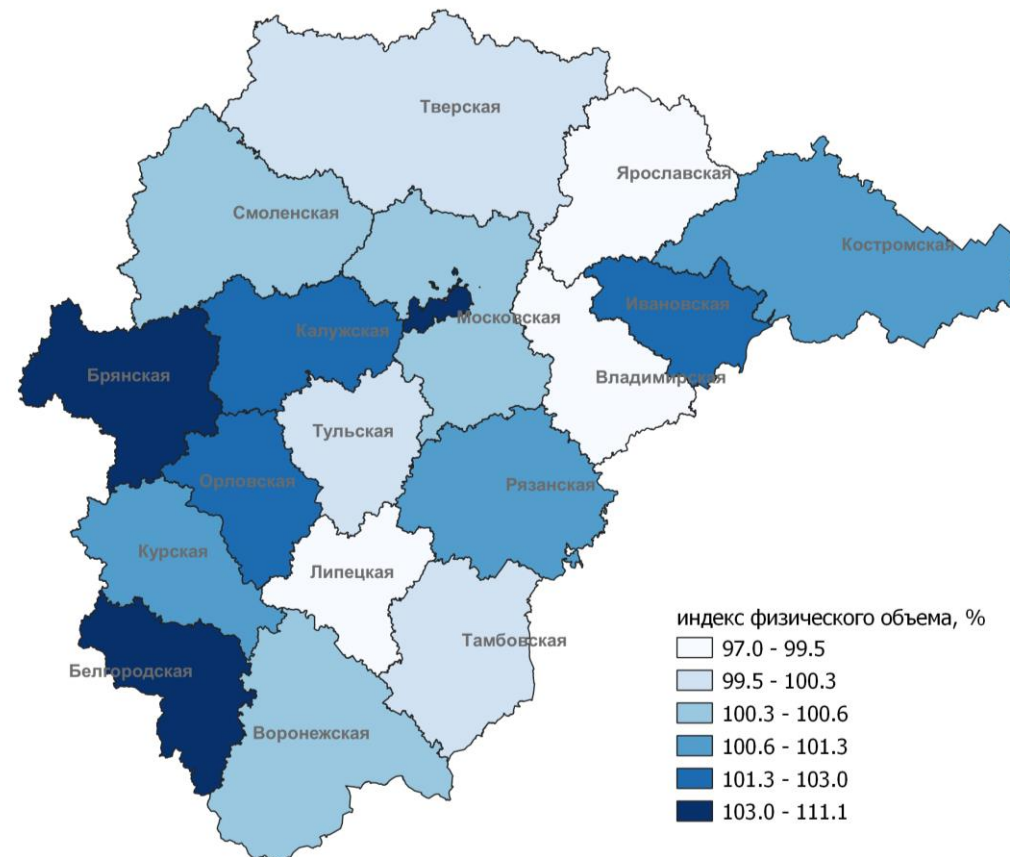 Тверская
Ярославская
Смоленская
Костромская
Ивановская
Московская
Калужская
Брянская
Владимирская
Тульская
Орловская
Рязанская
Курская
Липецкая
Тамбовская
Белгородская
Воронежская
индекс физического объема, %
97.0 - 99.5
99.5 - 100.3
100.3 - 100.6
100.6 - 101.3
101.3 - 103.0
103.0 - 111.1